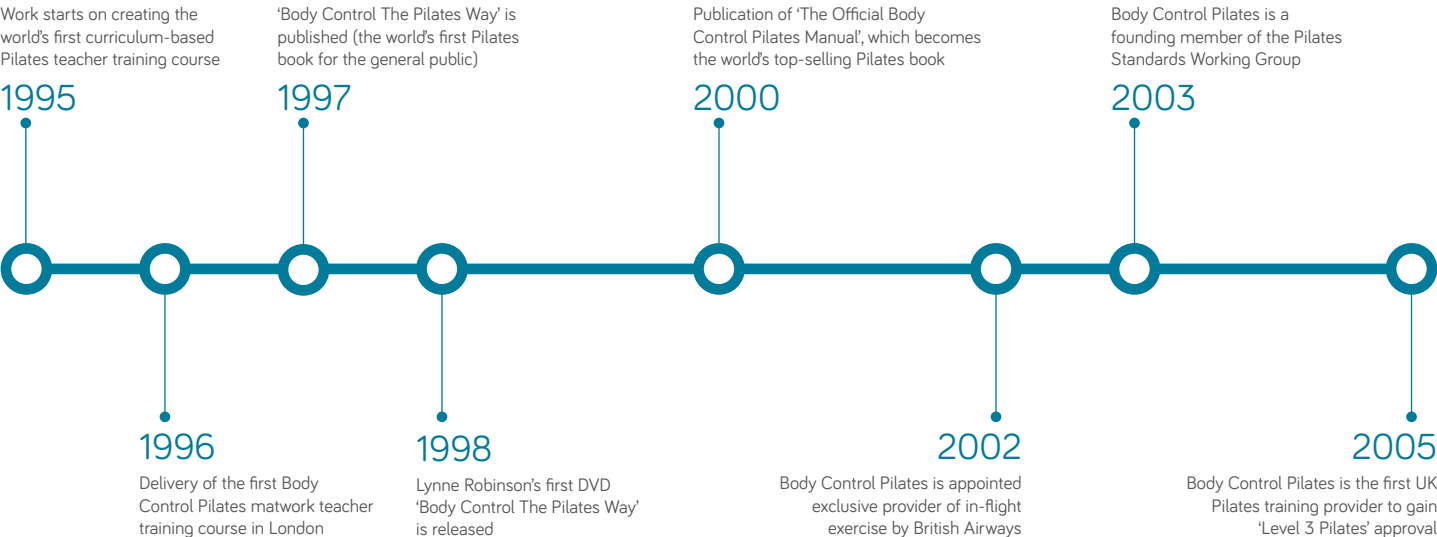 Work starts on creating the
world's first curriculum-based
Pilates teacher training course
1995
‘Body Control The Pilates Way’ is
published (the world's first Pilates
book for the general public)
1997
Publication of ‘The Official Body
Control Pilates Manual’, which becomes
the world's top-selling Pilates book
2000
Body Control Pilates is a
founding member of the Pilates
Standards Working Group
2003
1996
Delivery of the first Body
Control Pilates matwork teacher
training course in London
1998
Lynne Robinson's first DVD
‘Body Control The Pilates Way’
is released
2002
Body Control Pilates is appointed
exclusive provider of in-flight
exercise by British Airways
2005
Body Control Pilates is the first UK
Pilates training provider to gain
‘Level 3 Pilates’ approval